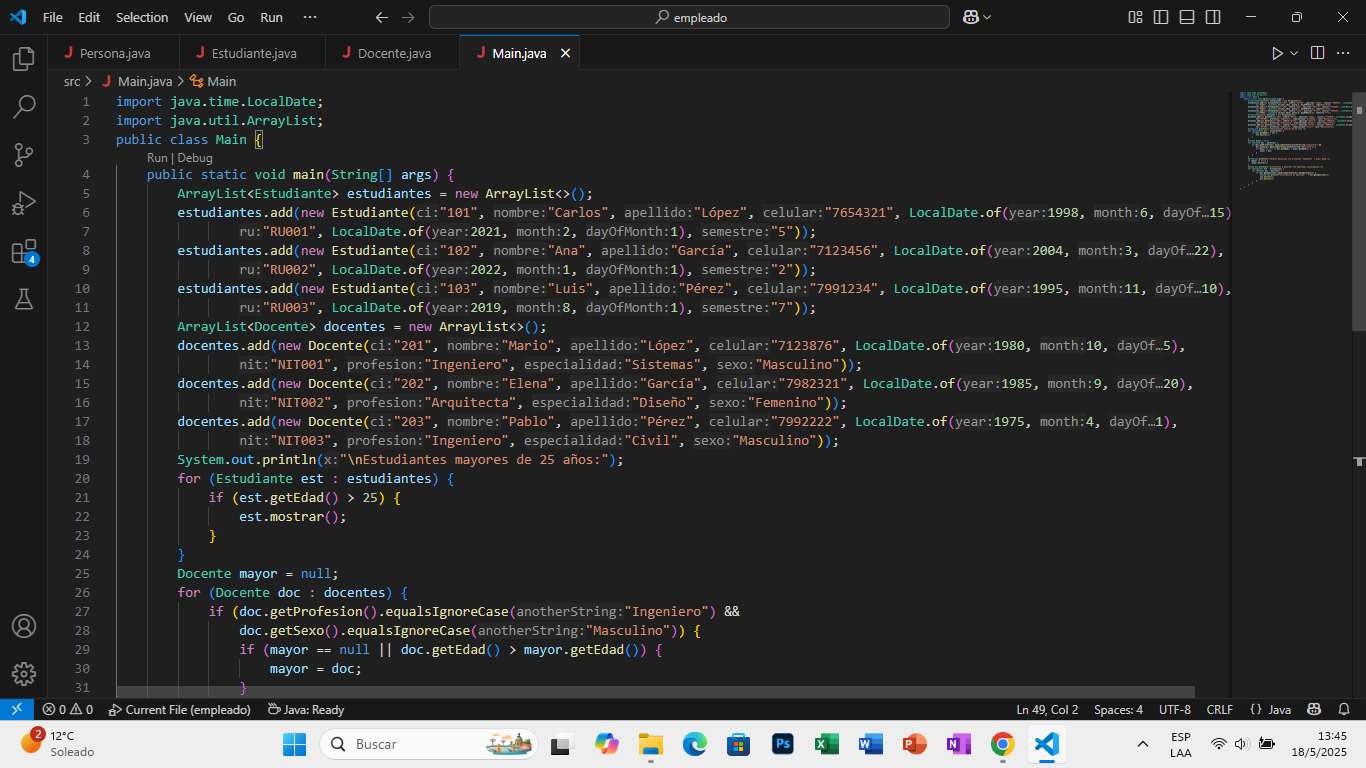 File Edit Selection View Go Run ··· empleado
Persona.java Estudiante.java Docente.java Main.java
src > Main.java > Main
1 import java.time.LocalDate;
2 import java.util.ArrayList;
3 public class Main {
Run | Debug
4 public static void main(String[] args) {
5 ArrayList<Estudiante> estudiantes = new ArrayList<>();
6 estudiantes.add(new Estudiante(ci:"101", nombre:"Carlos", apellido:"López", celular:"7654321", LocalDate.of(year:1998, month:6, dayOf…15)
7 ru:"RU001", LocalDate.of(year:2021, month:2, dayOfMonth:1), semestre:"5"));
8 estudiantes.add(new Estudiante(ci:"102", nombre:"Ana", apellido:"García", celular:"7123456", LocalDate.of(year:2004, month:3, dayOf…22),
9 ru:"RU002", LocalDate.of(year:2022, month:1, dayOfMonth:1), semestre:"2"));
10 estudiantes.add(new Estudiante(ci:"103", nombre:"Luis", apellido:"Pérez", celular:"7991234", LocalDate.of(year:1995, month:11, dayOf…10),
11 ru:"RU003", LocalDate.of(year:2019, month:8, dayOfMonth:1), semestre:"7"));
12 ArrayList<Docente> docentes = new ArrayList<>();
13 docentes.add(new Docente(ci:"201", nombre:"Mario", apellido:"López", celular:"7123876", LocalDate.of(year:1980, month:10, dayOf…5),
14 nit:"NIT001", profesion:"Ingeniero", especialidad:"Sistemas", sexo:"Masculino"));
15 docentes.add(new Docente(ci:"202", nombre:"Elena", apellido:"García", celular:"7982321", LocalDate.of(year:1985, month:9, dayOf…20),
16 nit:"NIT002", profesion:"Arquitecta", especialidad:"Diseño", sexo:"Femenino"));
17 docentes.add(new Docente(ci:"203", nombre:"Pablo", apellido:"Pérez", celular:"7992222", LocalDate.of(year:1975, month:4, dayOf…1),
18 nit:"NIT003", profesion:"Ingeniero", especialidad:"Civil", sexo:"Masculino"));
19 System.out.println(x:"\nEstudiantes mayores de 25 años:");
20 for (Estudiante est : estudiantes) {
21 if (est.getEdad() > 25) {
22 est.mostrar();
23 }
24 }
25 Docente mayor = null;
26 for (Docente doc : docentes) {
27 if (doc.getProfesion().equalsIgnoreCase(anotherString:"Ingeniero") &&
28 doc.getSexo().equalsIgnoreCase(anotherString:"Masculino")) {
29 if (mayor == null || doc.getEdad() > mayor.getEdad()) {
30 mayor = doc;
31 }
4
0 0 Current File (empleado) Java: Ready Ln 49, Col 2 Spaces: 4 UTF-8 CRLF {} Java
2 12°C
Soleado
Buscar
ESP
LAA
13:45
18/5/2025